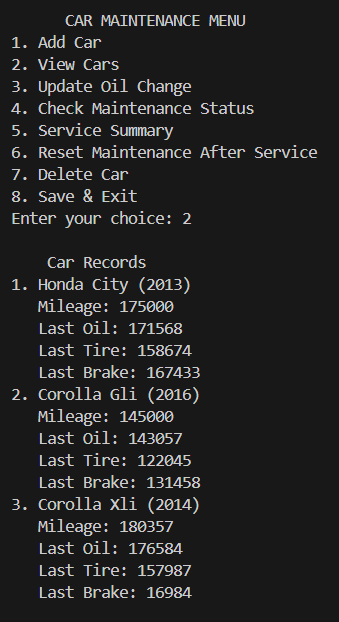 CAR MAINTENANCE MENU
1. Add Car
2. View Cars
3. Update Oil Change
4. Check Maintenance Status
5. Service Summary
6. Reset Maintenance After Service
7. Delete Car
8. Save & Exit
Enter your choice: 2
Car Records
1. Honda City (2013)
Mileage: 175000
Last Oil: 171568
Last Tire: 158674
Last Brake: 167433
2. Corolla Gli (2016)
Mileage: 145000
Last Oil: 143057
Last Tire: 122045
Last Brake: 131458
3. Corolla Xli (2014)
Mileage: 180357
Last Oil: 176584
Last Tire: 157987
Last Brake: 16984